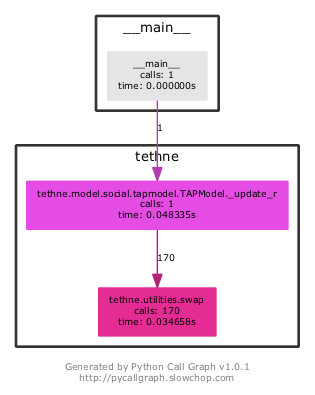 __main__
__main__
calls: 1
time: 0.000000s
1
tethne
tethne.model.social.tapmodel.TAPModel._update_r
calls: 1
time: 0.048335s
170
tethne.utilities.swap
calls: 170
time: 0.034658s
Generated by Python Call Graph v1.0.1
http://pycallgraph.slowchop.com